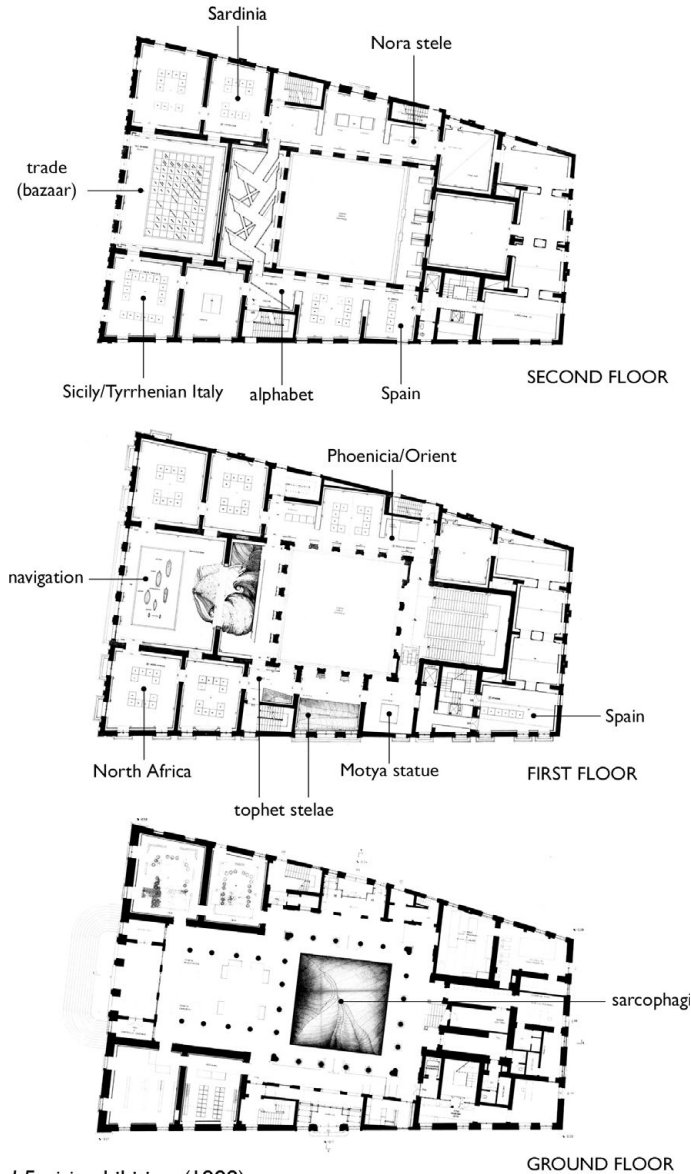 Sardinia
Nora stele
trade
(bazaar)
Sicily/Tyrrhenian Italy
alphabet
Spain
SECOND FLOOR
Phoenicia/Orient
navigation
Spain
North Africa
Motya statue
FIRST FLOOR
tophet stelae
sarcophagi
GROUND FLOOR